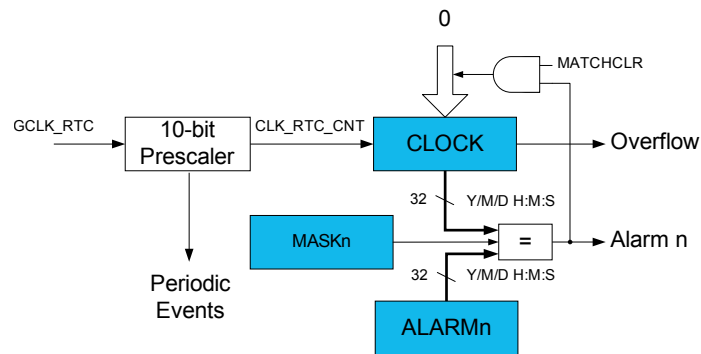 0
MATCHCLR
GCLK_RTC
10-bit
Prescaler
CLK_RTC_CNT
CLOCK
Overflow
32
Y/M/D H:M:S
MASKn
=
Alarm n
Periodic
Events
32
Y/M/D H:M:S
ALARMn